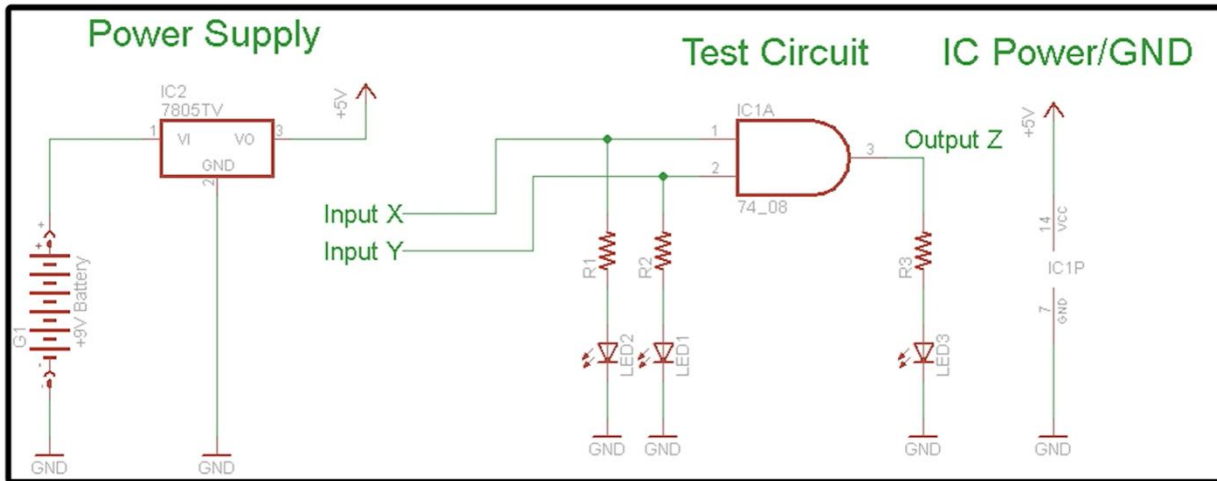 Power Supply
Test Circuit
IC Power/GND
IC2
7805TV
1
VI
VO
3
GND
2
+5V
G1
+9V Battery
+
+
-
GND
GND
Input X
Input Y
IC1A
1
2
3
74_08
Output Z
R1
R2
R3
LED2
LED1
LED3
GND
GND
GND
+5V
14
VCC
IC1P
7
GND
GND